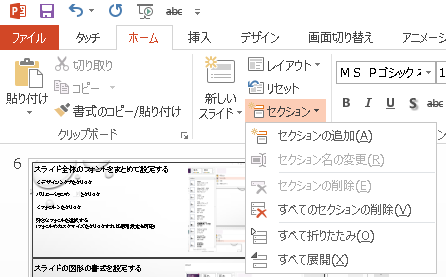 abc
ファイル タッチ ホーム 挿入 デザイン 画面切り替え アニメーシ
貼り付け
切り取り
コピー
書式のコピー/貼り付け
クリップボード
新しい
スライド
レイアウト
リセット
セクション
MS Pゴシック
B I U S abc
セクションの追加(A)
セクション名の変更(R)
セクションの削除(E)
すべてのセクションの削除(V)
すべて折りたたみ(O)
すべて展開(X)
6
スライド全体のフォントをまとめて設定する
スライドの図形の書式を設定する